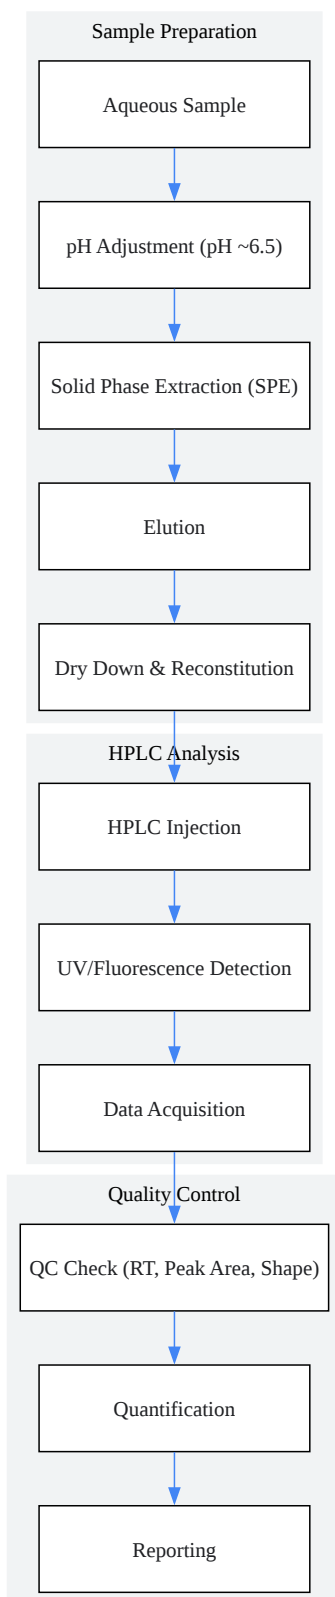 Sample Preparation
Aqueous Sample
pH Adjustment (pH ~6.5)
Solid Phase Extraction (SPE)
Elution
Dry Down & Reconstitution
HPLC Analysis
HPLC Injection
UV/Fluorescence Detection
Data Acquisition
Quality Control
QC Check (RT, Peak Area, Shape)
Quantification
Reporting